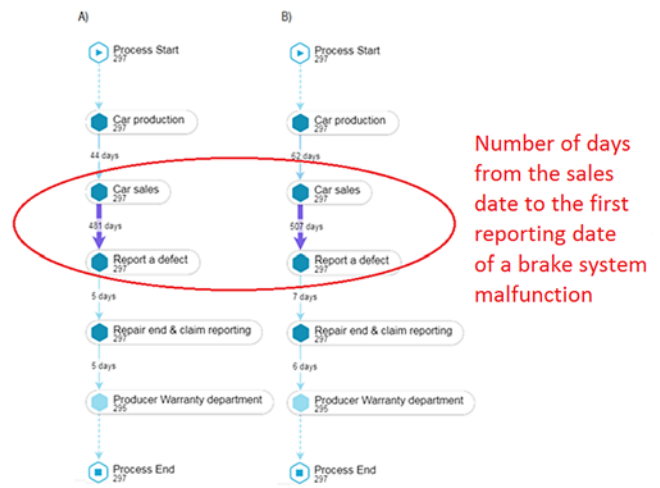 A)
B)
Process Start
297
Process Start
297
Car production
297
Car production
297
44 days
62 days
Car sales
297
Car sales
297
481 days
507 days
Report a defect
297
Report a defect
297
5 days
7 days
Repair end & claim reporting
297
Repair end & claim reporting
297
5 days
6 days
Producer Warranty department
295
Producer Warranty department
295
Process End
297
Process End
297
Number of days
from the sales
date to the first
reporting date
of a brake system
malfunction